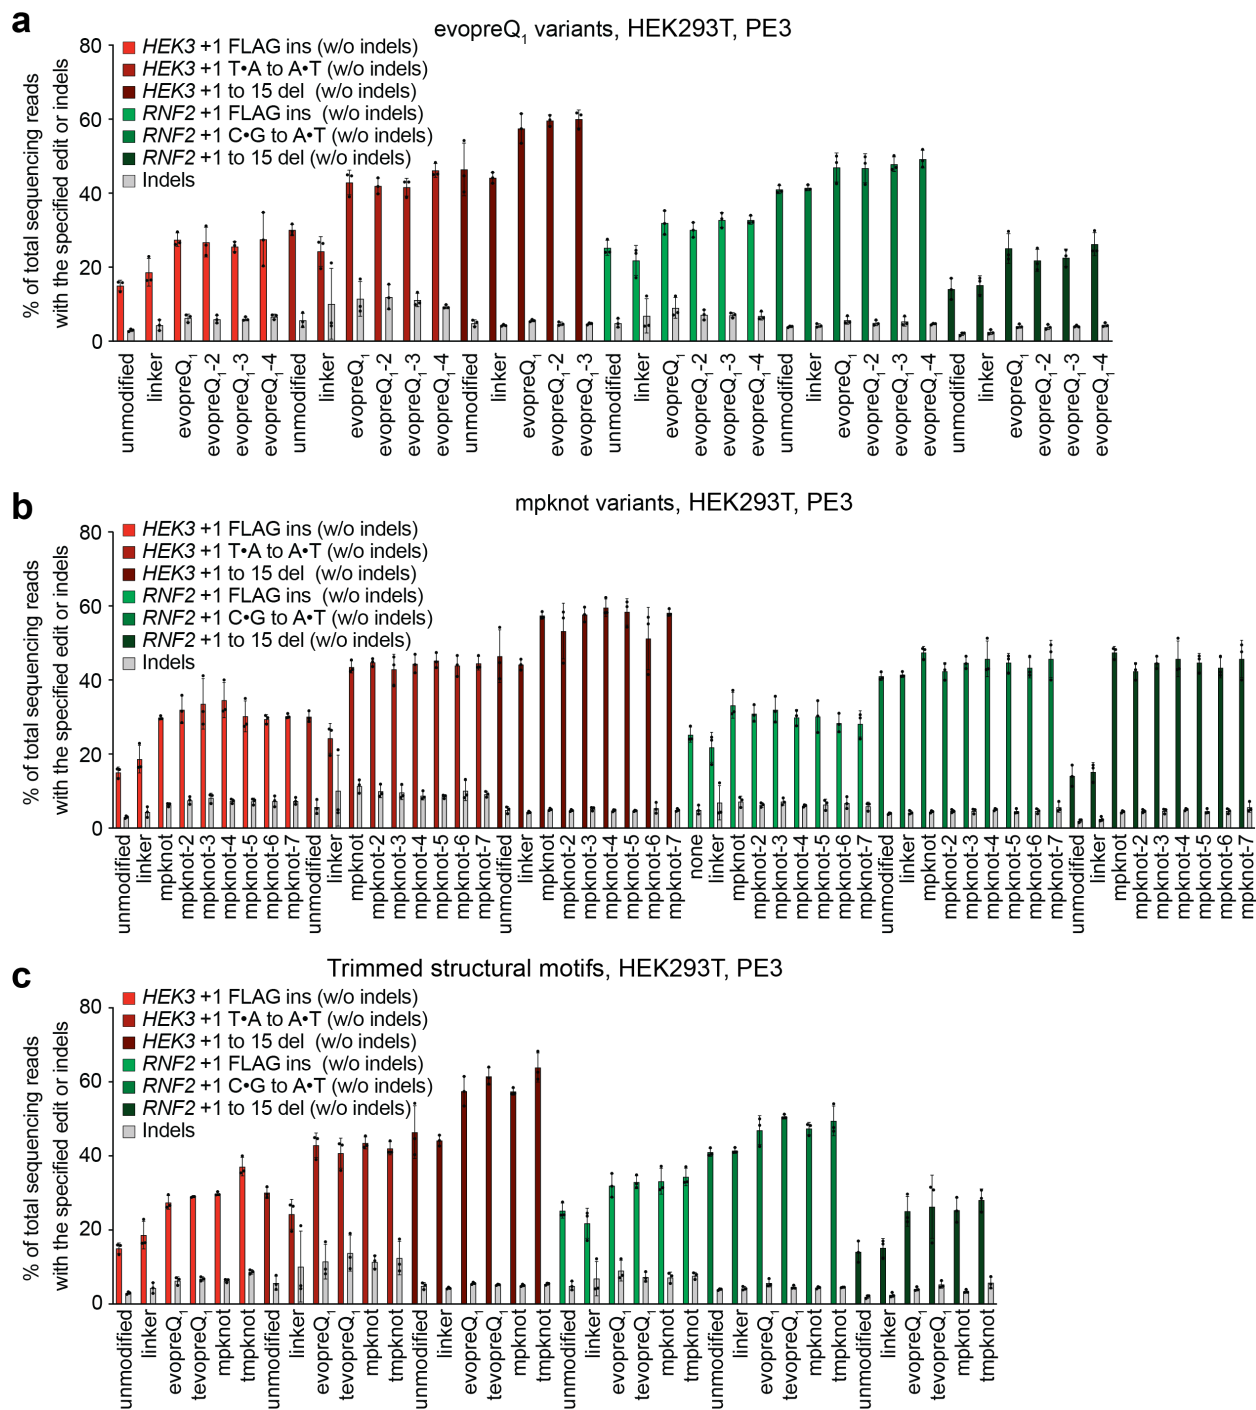 a
evopreQ1 variants, HEK293T, PE3
% of total sequencing reads
with the specified edit or indels
80
60
40
20
0
HEK3 +1 FLAG ins (w/o indels)
HEK3 +1 T•A to A•T (w/o indels)
HEK3 +1 to 15 del (w/o indels)
RNF2 +1 FLAG ins (w/o indels)
RNF2 +1 C•G to A•T (w/o indels)
RNF2 +1 to 15 del (w/o indels)
Indels
unmodified
linker
evopreQ1
evopreQ1-2
evopreQ1-3
evopreQ1-4
unmodified
linker
evopreQ1
evopreQ1-2
evopreQ1-3
evopreQ1-4
unmodified
linker
evopreQ1
evopreQ1-2
evopreQ1-3
unmodified
linker
evopreQ1
evopreQ1-2
evopreQ1-3
evopreQ1-4
unmodified
linker
evopreQ1
evopreQ1-2
evopreQ1-3
evopreQ1-4
unmodified
linker
evopreQ1
evopreQ1-2
evopreQ1-3
evopreQ1-4
b
mpknot variants, HEK293T, PE3
% of total sequencing reads
with the specified edit or indels
80
60
40
20
0
HEK3 +1 FLAG ins (w/o indels)
HEK3 +1 T•A to A•T (w/o indels)
HEK3 +1 to 15 del (w/o indels)
RNF2 +1 FLAG ins (w/o indels)
RNF2 +1 C•G to A•T (w/o indels)
RNF2 +1 to 15 del (w/o indels)
Indels
unmodified
linker
mpknot
mpknot-2
mpknot-3
mpknot-4
mpknot-5
mpknot-6
mpknot-7
unmodified
linker
mpknot
mpknot-2
mpknot-3
mpknot-4
mpknot-5
mpknot-6
mpknot-7
unmodified
linker
mpknot
mpknot-2
mpknot-3
mpknot-4
mpknot-5
mpknot-6
mpknot-7
none
linker
mpknot
mpknot-2
mpknot-3
mpknot-4
mpknot-5
mpknot-6
mpknot-7
unmodified
linker
mpknot
mpknot-2
mpknot-3
mpknot-4
mpknot-5
mpknot-6
mpknot-7
unmodified
linker
mpknot
mpknot-2
mpknot-3
mpknot-4
mpknot-5
mpknot-6
mpknot-7
c
Trimmed structural motifs, HEK293T, PE3
% of total sequencing reads
with the specified edit or indels
80
60
40
20
0
HEK3 +1 FLAG ins (w/o indels)
HEK3 +1 T•A to A•T (w/o indels)
HEK3 +1 to 15 del (w/o indels)
RNF2 +1 FLAG ins (w/o indels)
RNF2 +1 C•G to A•T (w/o indels)
RNF2 +1 to 15 del (w/o indels)
Indels
unmodified
linker
evopreQ1
tevopreQ1
mpknot
tmpknot
unmodified
linker
evopreQ1
tevopreQ1
mpknot
tmpknot
unmodified
linker
evopreQ1
tevopreQ1
mpknot
tmpknot
unmodified
linker
evopreQ1
tevopreQ1
mpknot
tmpknot
unmodified
linker
evopreQ1
tevopreQ1
mpknot
tmpknot
unmodified
linker
evopreQ1
tevopreQ1
mpknot
tmpknot